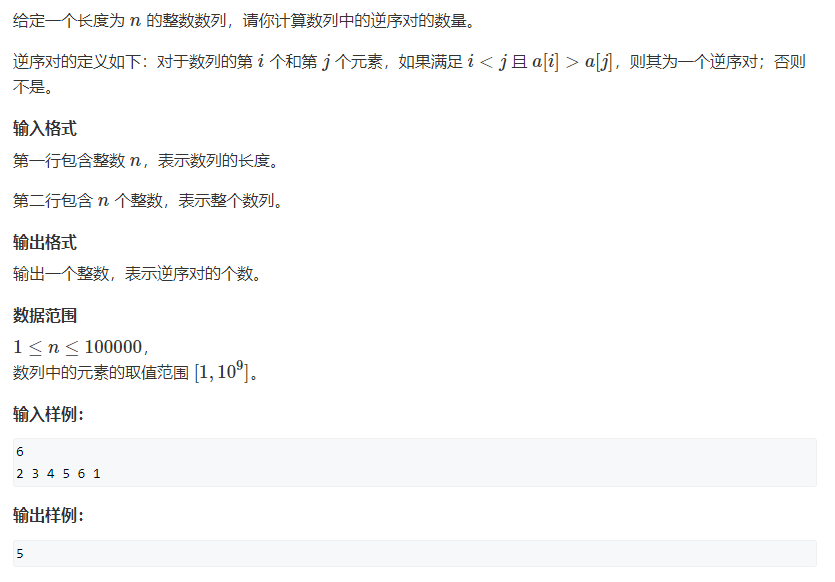 给定一个长度为 n 的整数数列，请你计算数列中的逆序对的数量。
逆序对的定义如下：对于数列的第 i 个和第 j 个元素，如果满足 i < j 且 a[i] > a[j]，则其为一个逆序对；否则
不是。
输入格式
第一行包含整数 n，表示数列的长度。
第二行包含 n 个整数，表示整个数列。
输出格式
输出一个整数，表示逆序对的个数。
数据范围
1 ≤ n ≤ 100000，
数列中的元素的取值范围 [1, 10⁹]。
输入样例：
6
2 3 4 5 6 1
输出样例：
5